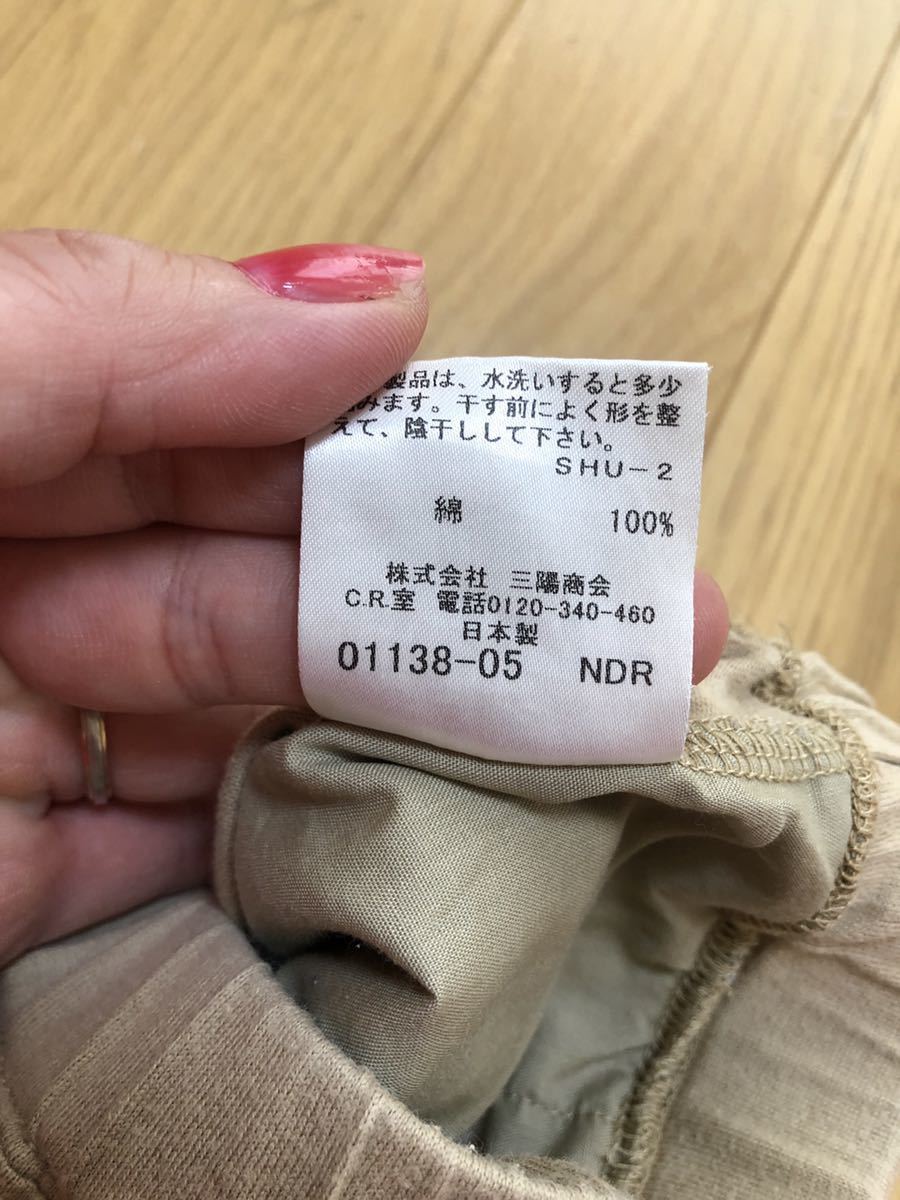 製品は、水洗いすると多少
みます。干す前によく形を整
えて、陰干しして下さい。
SHU-2
綿 100%
株式会社 三陽商会
C.R.室 電話0120-340-460
日本製
01138-05 NDR